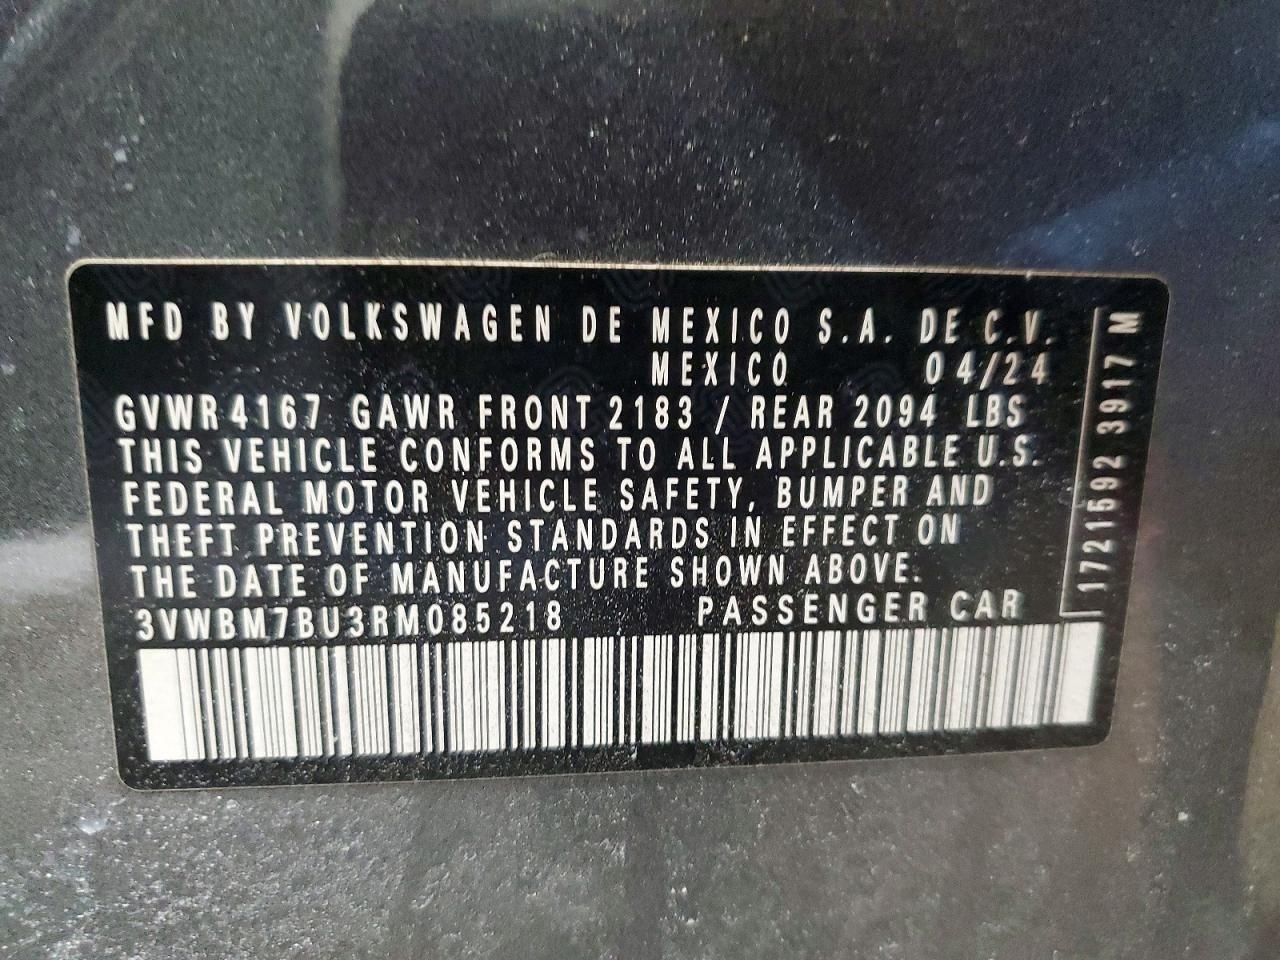 MFD BY VOLKSWAGEN DE MEXICO S.A. DE C.V.
MEXICO 04/24
GVWR 4167 GAWR FRONT 2183 / REAR 2094 LBS
THIS VEHICLE CONFORMS TO ALL APPLICABLE U.S.
FEDERAL MOTOR VEHICLE SAFETY, BUMPER AND
THEFT PREVENTION STANDARDS IN EFFECT ON
THE DATE OF MANUFACTURE SHOWN ABOVE.
3VWBM7BU3RM085218 PASSENGER CAR
1721592 3917 M